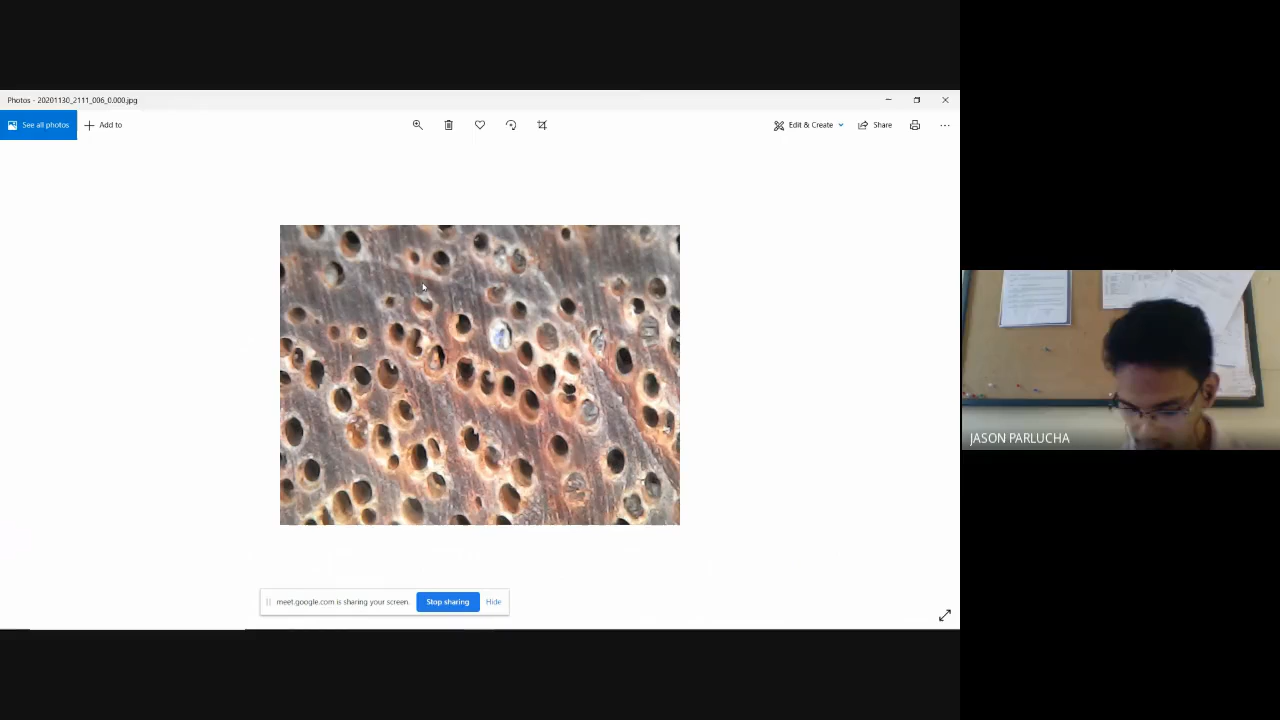 Photos - 20201130_2111_006_0.000.jpg
See all photos
Add to
Edit & Create
Share
meet.google.com is sharing your screen.
Stop sharing
Hide
JASON PARLUCHA